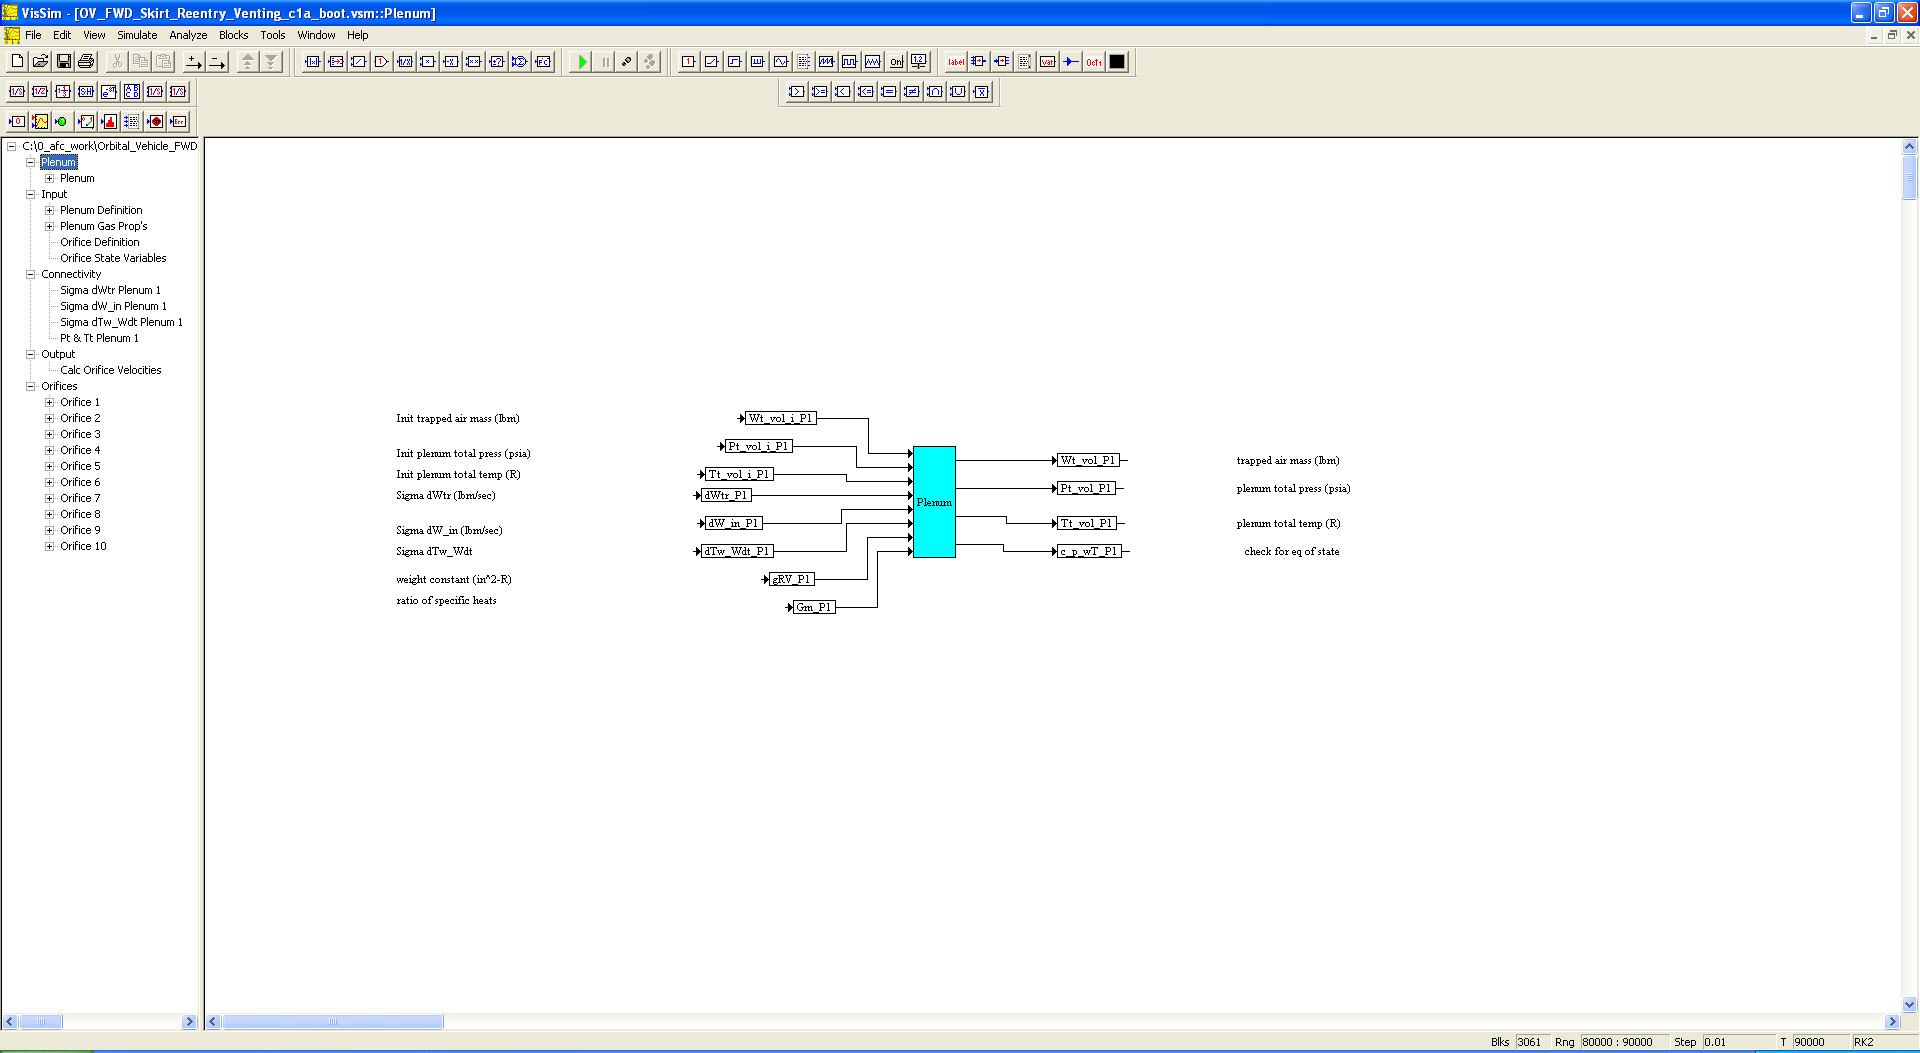 VisSim - [OV_FWD_Skirt_Reentry_Venting_c1a_boot.vsm::Plenum]
File Edit View Simulate Analyze Blocks Tools Window Help
C:\0_afc_work\Orbital_Vehicle_FWD
Plenum
Plenum
Input
Plenum Definition
Plenum Gas Prop's
Orifice Definition
Orifice State Variables
Connectivity
Sigma dWtr Plenum 1
Sigma dW_in Plenum 1
Sigma dTw_Wdt Plenum 1
Pt & Tt Plenum 1
Output
Calc Orifice Velocities
Orifices
Orifice 1
Orifice 2
Orifice 3
Orifice 4
Orifice 5
Orifice 6
Orifice 7
Orifice 8
Orifice 9
Orifice 10
Init trapped air mass (lbm)
Init plenum total press (psia)
Init plenum total temp (R)
Sigma dWtr (lbm/sec)
Sigma dW_in (lbm/sec)
Sigma dTw_Wdt
weight constant (in^2-R)
ratio of specific heats
Wt_vol_i_P1
Pt_vol_i_P1
Tt_vol_i_P1
dWtr_P1
dW_in_P1
dTw_Wdt_P1
gRV_P1
Gm_P1
Plenum
Wt_vol_P1
Pt_vol_P1
Tt_vol_P1
c_p_wT_P1
trapped air mass (lbm)
plenum total press (psia)
plenum total temp (R)
check for eq of state
Blks 3061 Rng 80000 : 90000 Step 0.01 T 90000 RK2